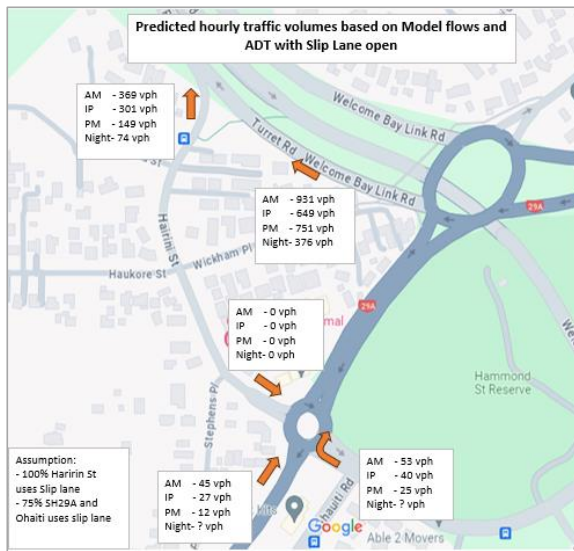 Predicted hourly traffic volumes based on Model flows and
ADT with Slip Lane open
AM - 369 vph
IP - 301 vph
PM - 149 vph
Night- 74 vph
Welcome Bay Link Rd
Turret Rd
Welcome Bay Link Rd
AM - 931 vph
IP - 649 vph
PM - 751 vph
Night- 376 vph
29A
Hairini St
Wickham Pl
Haukore St
29A
AM - 0 vph
IP - 0 vph
PM - 0 vph
Night- 0 vph
Hammond
St Reserve
Stephens Pl
Assumption:
- 100% Haririn St
uses Slip lane
- 75% SH29A and
Ohaiti uses slip lane
AM - 45 vph
IP - 27 vph
PM - 12 vph
Night- ? vph
AM - 53 vph
IP - 40 vph
PM - 25 vph
Night- ? vph
Google
Able 2 Movers